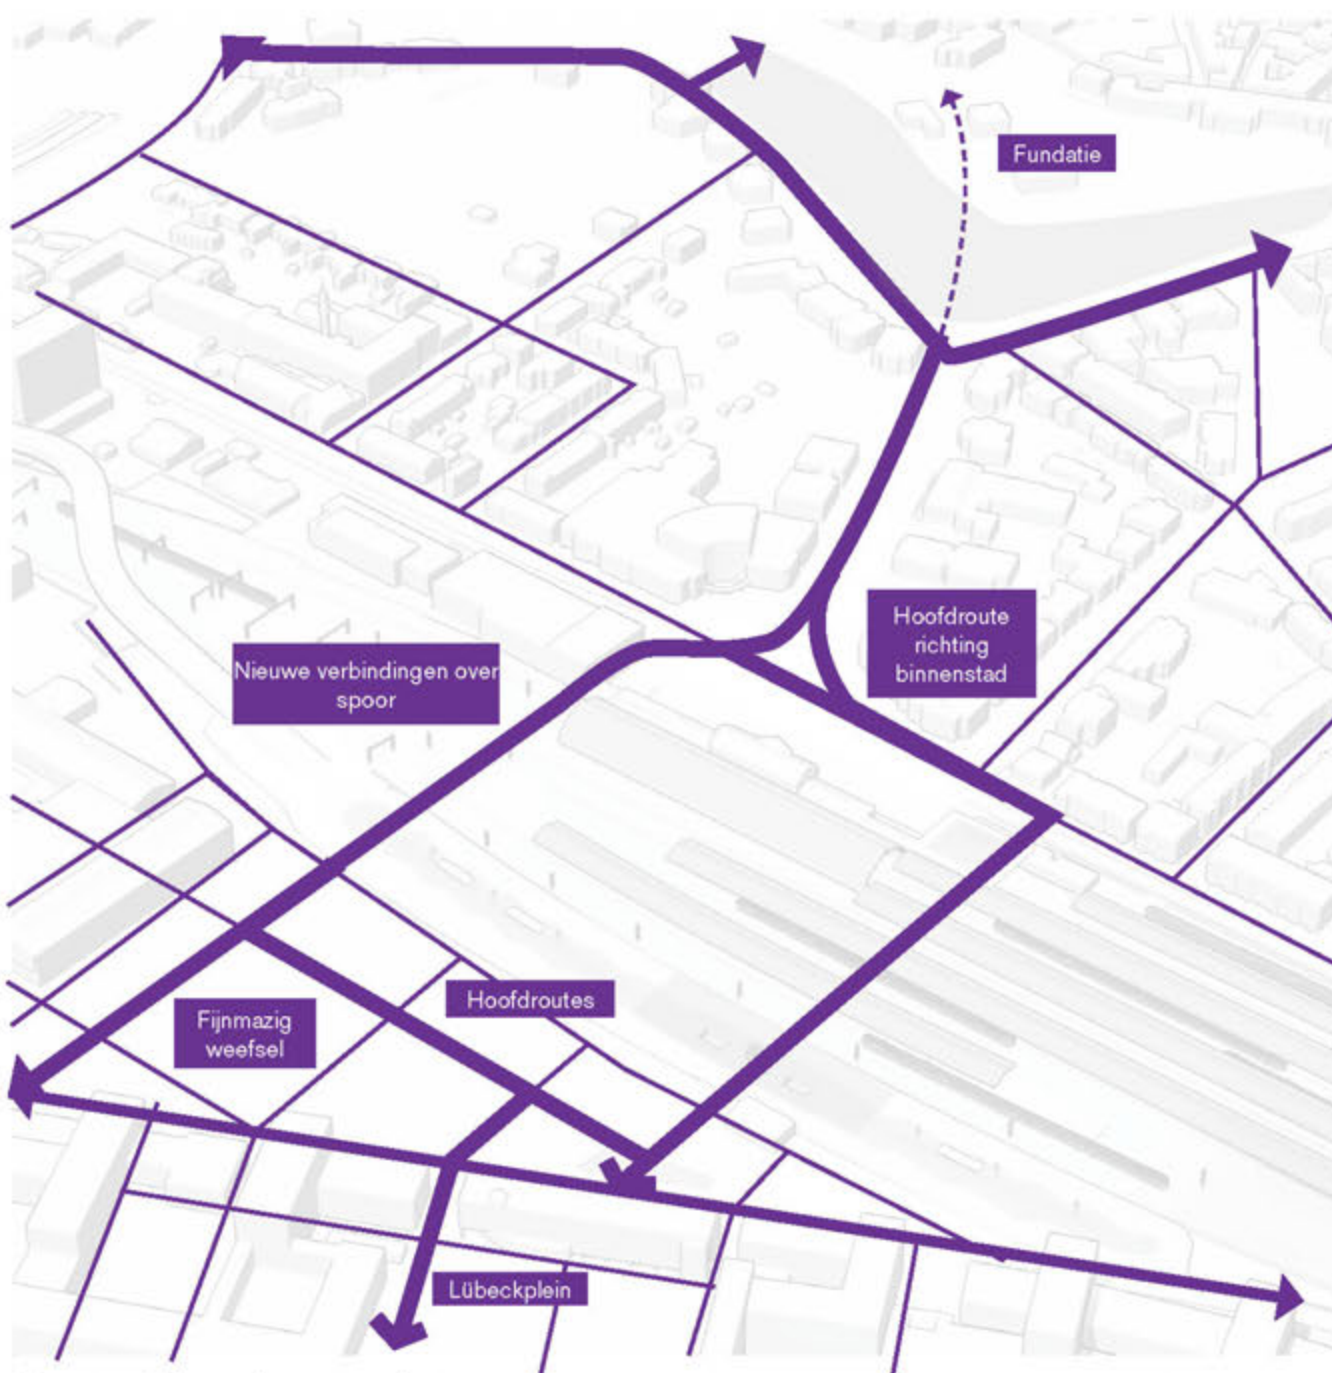 Fundatie
Hoofdroute
richting
binnenstad
Nieuwe verbindingen over
spoor
Hoofdroutes
Fijnmazig
weefsel
Lübeckplein